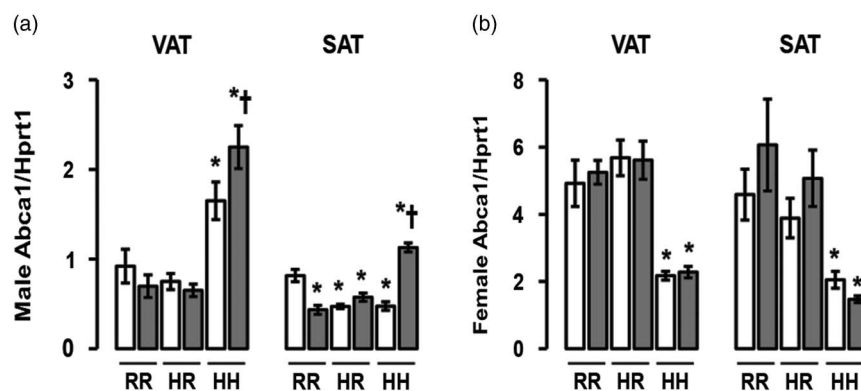 (a)
VAT SAT
Male Abca1/Hprt1
3
2
1
0
* *† * * * * *†
RR HR HH RR HR HH
(b)
VAT SAT
Female Abca1/Hprt1
8
6
4
2
0
* * * *
RR HR HH RR HR HH